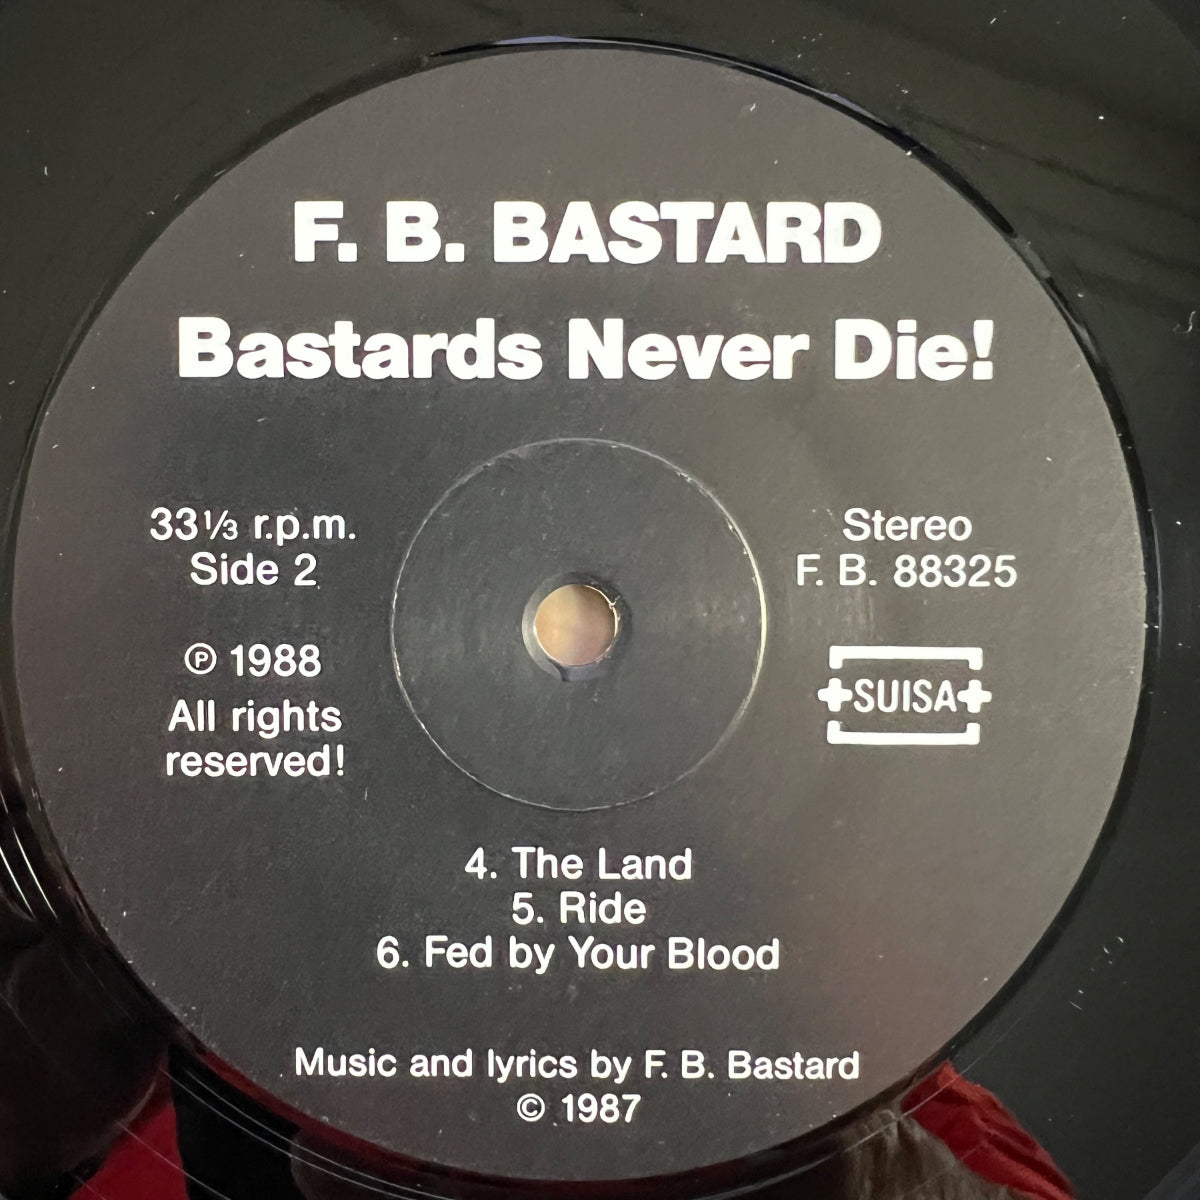 F. B. BASTARD
Bastards Never Die!
33⅓ r.p.m.
Side 2
℗ 1988
All rights
reserved!
Stereo
F. B. 88325
+SUISA+
4. The Land
5. Ride
6. Fed by Your Blood
Music and lyrics by F. B. Bastard
© 1987